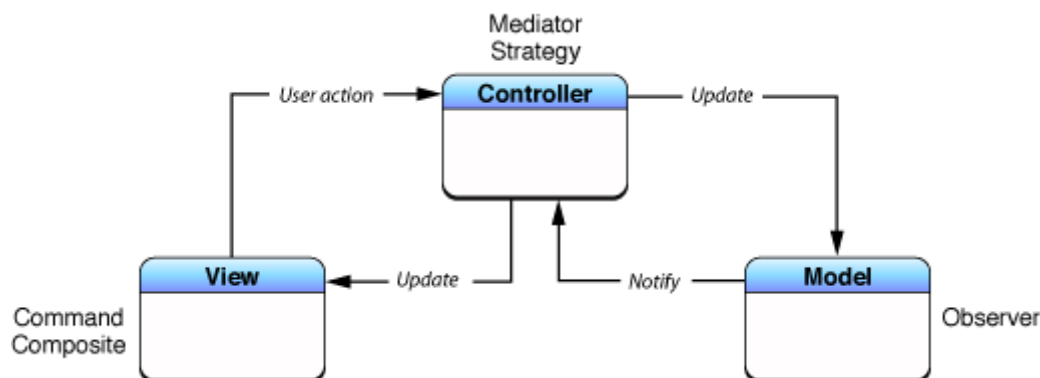 Mediator
Strategy
User action
Controller
Update
View
Update
Notify
Model
Command
Composite
Observer